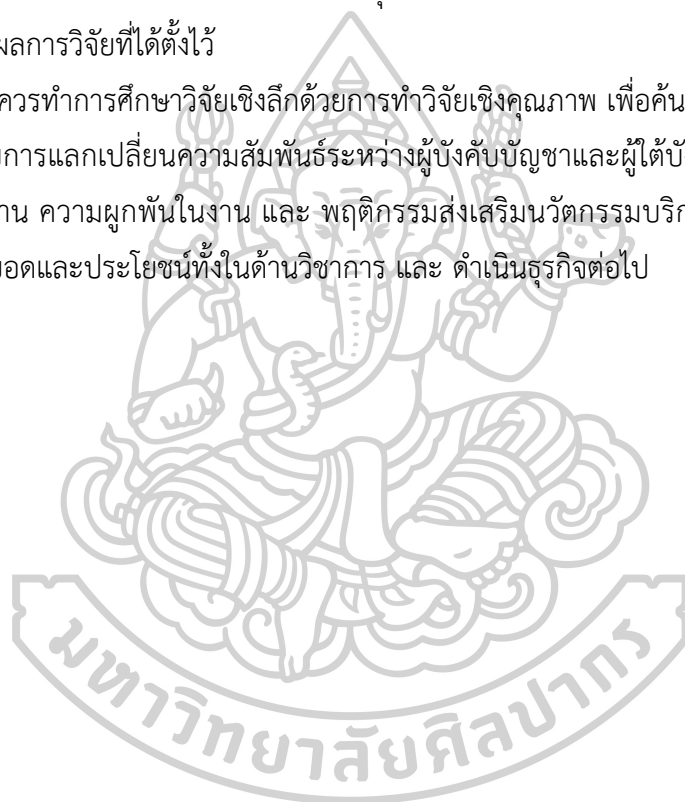 ผลการวิจัยที่ได้ตั้งไว้
ควรทำการศึกษาวิจัยเชิงลึกด้วยการทำวิจัยเชิงคุณภาพ เพื่อค้น
การแลกเปลี่ยนความสัมพันธ์ระหว่างผู้บังคับบัญชาและผู้ใต้บั
าน ความผูกพันในงาน และ พฤติกรรมส่งเสริมนวัตกรรมบริก
ยอดและประโยชน์ทั้งในด้านวิชาการ และ ดำเนินธุรกิจต่อไป
มหาวิทยาลัยศิลปากร